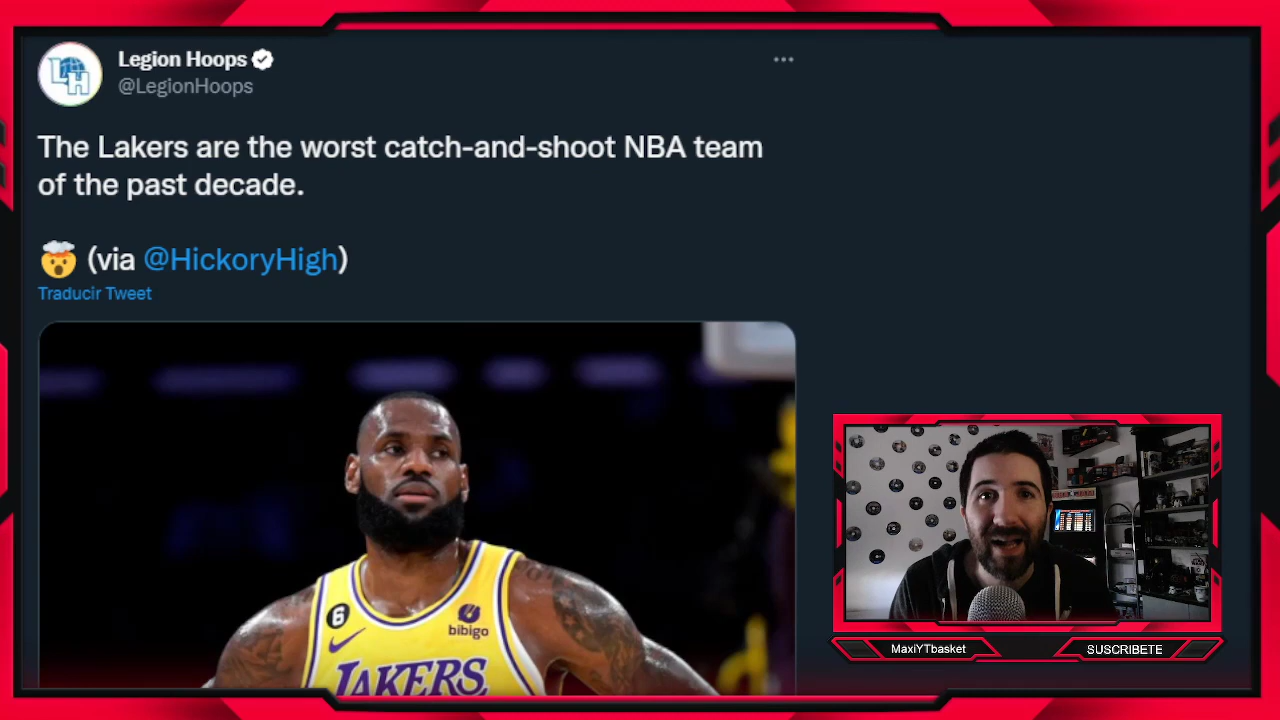 Legion Hoops
@LegionHoops
The Lakers are the worst catch-and-shoot NBA team
of the past decade.
🤯 (via @HickoryHigh)
Traducir Tweet
6
bibigo
LAKERS
MaxiYTbasket
SUSCRIBETE